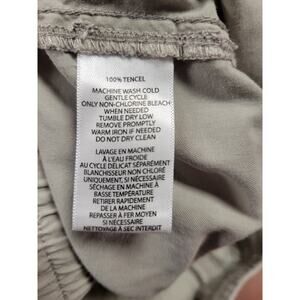 100% TENCEL
MACHINE WASH COLD
GENTLE CYCLE
ONLY NON-CHLORINE BLEACH
WHEN NEEDED
TUMBLE DRY LOW
REMOVE PROMPTLY
WARM IRON IF NEEDED
DO NOT DRY CLEAN
LAVAGE EN MACHINE
À L'EAU FROIDE
AU CYCLE DÉLICAT SÉPARÉMENT
BLANCHISSEUR NON CHLORÉ
UNIQUEMENT, SI NÉCESSAIRE
SÉCHAGE EN MACHINE À
BASSE TEMPÉRATURE
RETIRER RAPIDEMENT
DE LA MACHINE
REPASSER À FER MOYEN
SI NÉCESSAIRE
NETTOYAGE À SEC INTERDIT